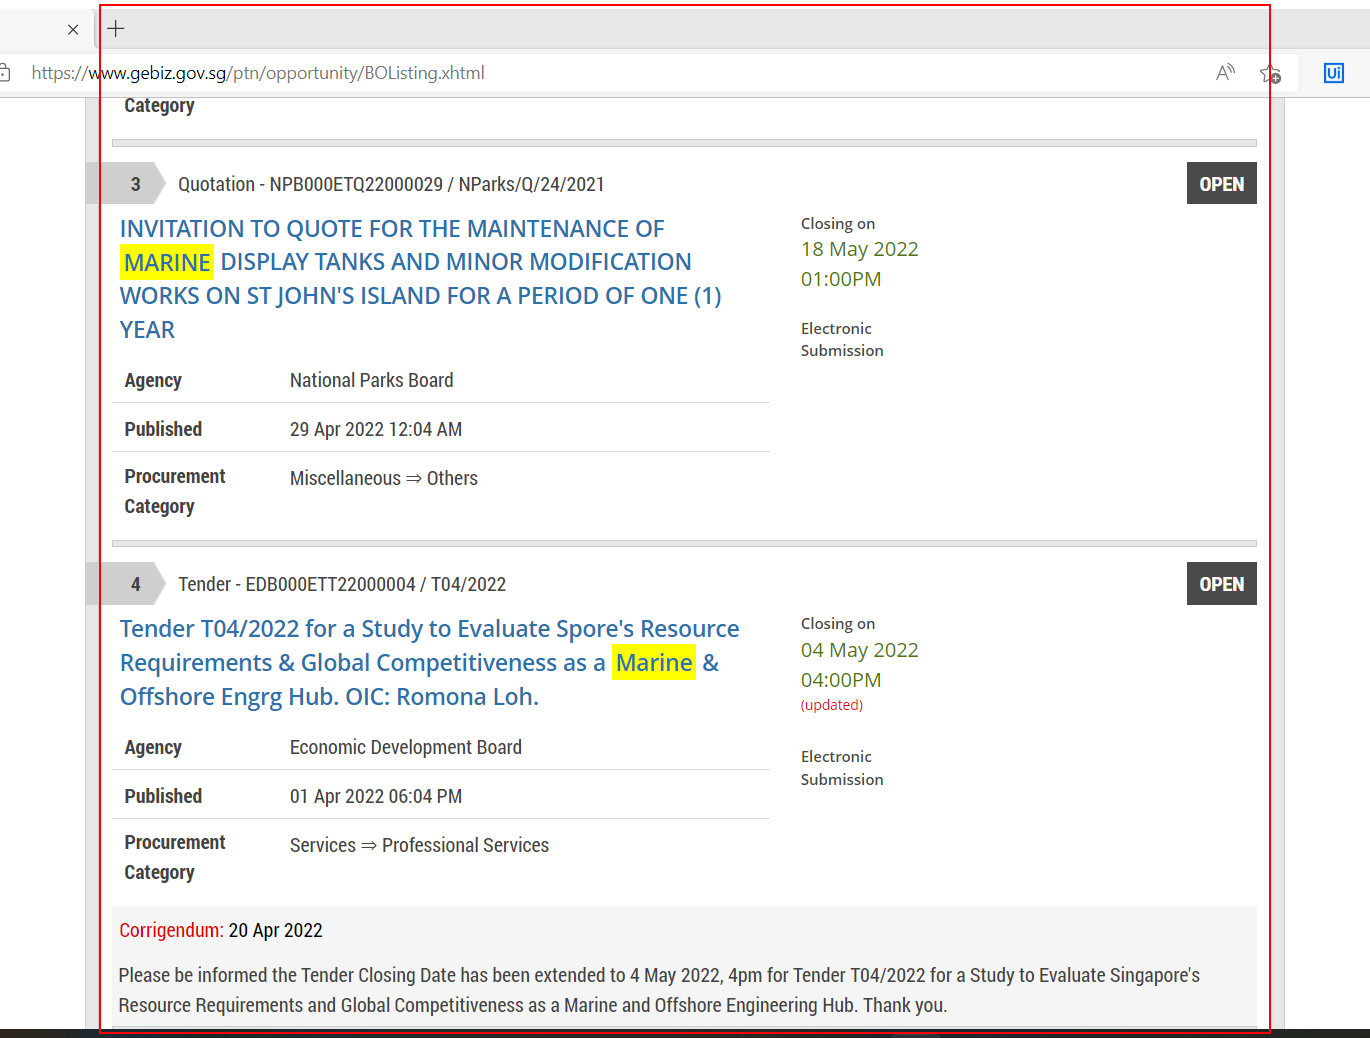 https://www.gebiz.gov.sg/ptn/opportunity/BOListing.xhtml
Category
3
Quotation - NPB000ETQ22000029 / NParks/Q/24/2021
OPEN
INVITATION TO QUOTE FOR THE MAINTENANCE OF
MARINE DISPLAY TANKS AND MINOR MODIFICATION
WORKS ON ST JOHN'S ISLAND FOR A PERIOD OF ONE (1)
YEAR
Closing on
18 May 2022
01:00PM
Electronic
Submission
Agency National Parks Board
Published 29 Apr 2022 12:04 AM
Procurement
Category
Miscellaneous ⇒ Others
4
Tender - EDB000ETT22000004 / T04/2022
OPEN
Tender T04/2022 for a Study to Evaluate Spore's Resource
Requirements & Global Competitiveness as a Marine &
Offshore Engrg Hub. OIC: Romona Loh.
Closing on
04 May 2022
04:00PM
(updated)
Electronic
Submission
Agency Economic Development Board
Published 01 Apr 2022 06:04 PM
Procurement
Category
Services ⇒ Professional Services
Corrigendum: 20 Apr 2022
Please be informed the Tender Closing Date has been extended to 4 May 2022, 4pm for Tender T04/2022 for a Study to Evaluate Singapore's
Resource Requirements and Global Competitiveness as a Marine and Offshore Engineering Hub. Thank you.
Ui